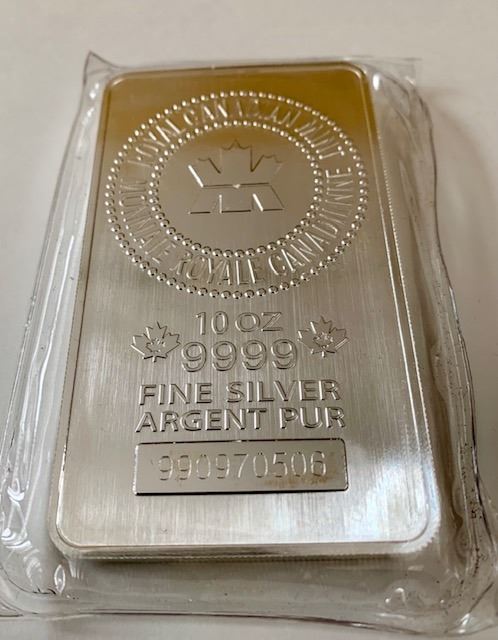 ROYAL CANADIAN MINT
MONNAIE ROYALE CANADIENNE
10 OZ
9999
FINE SILVER
ARGENT PUR
990970506